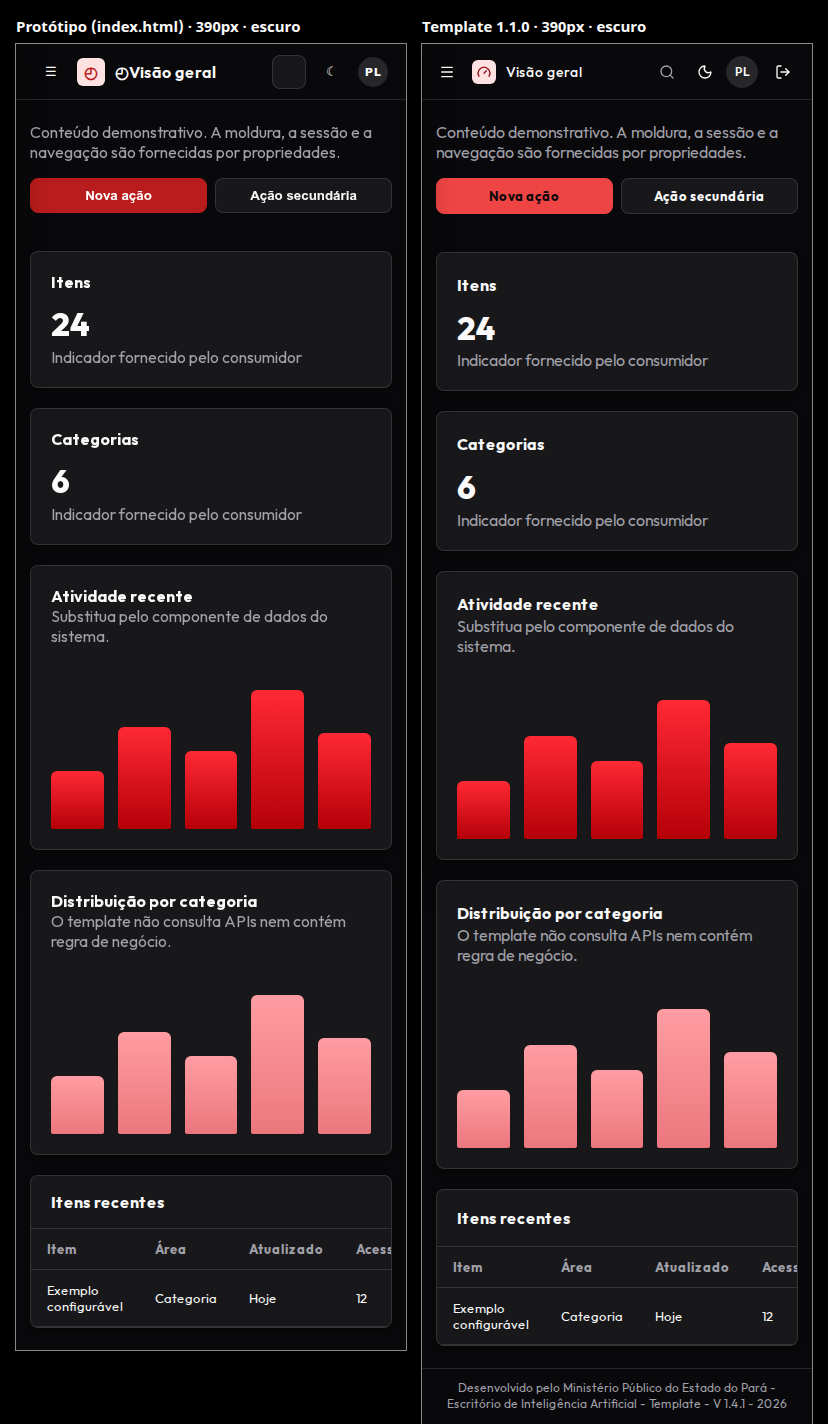 Protótipo (index.html) · 390px · escuro
Visão geral
PL
Conteúdo demonstrativo. A moldura, a sessão e a
navegação são fornecidas por propriedades.
Nova ação
Ação secundária
Itens
24
Indicador fornecido pelo consumidor
Categorias
6
Indicador fornecido pelo consumidor
Atividade recente
Substitua pelo componente de dados do
sistema.
Distribuição por categoria
O template não consulta APIs nem contém
regra de negócio.
Itens recentes
Item Área Atualizado Acess
Exemplo
configurável
Categoria Hoje 12
Template 1.1.0 · 390px · escuro
Visão geral
PL
Conteúdo demonstrativo. A moldura, a sessão e a
navegação são fornecidas por propriedades.
Nova ação
Ação secundária
Itens
24
Indicador fornecido pelo consumidor
Categorias
6
Indicador fornecido pelo consumidor
Atividade recente
Substitua pelo componente de dados do
sistema.
Distribuição por categoria
O template não consulta APIs nem contém
regra de negócio.
Itens recentes
Item Área Atualizado Acess
Exemplo
configurável
Categoria Hoje 12
Desenvolvido pelo Ministério Público do Estado do Pará -
Escritório de Inteligência Artificial - Template - V 1.4.1 - 2026